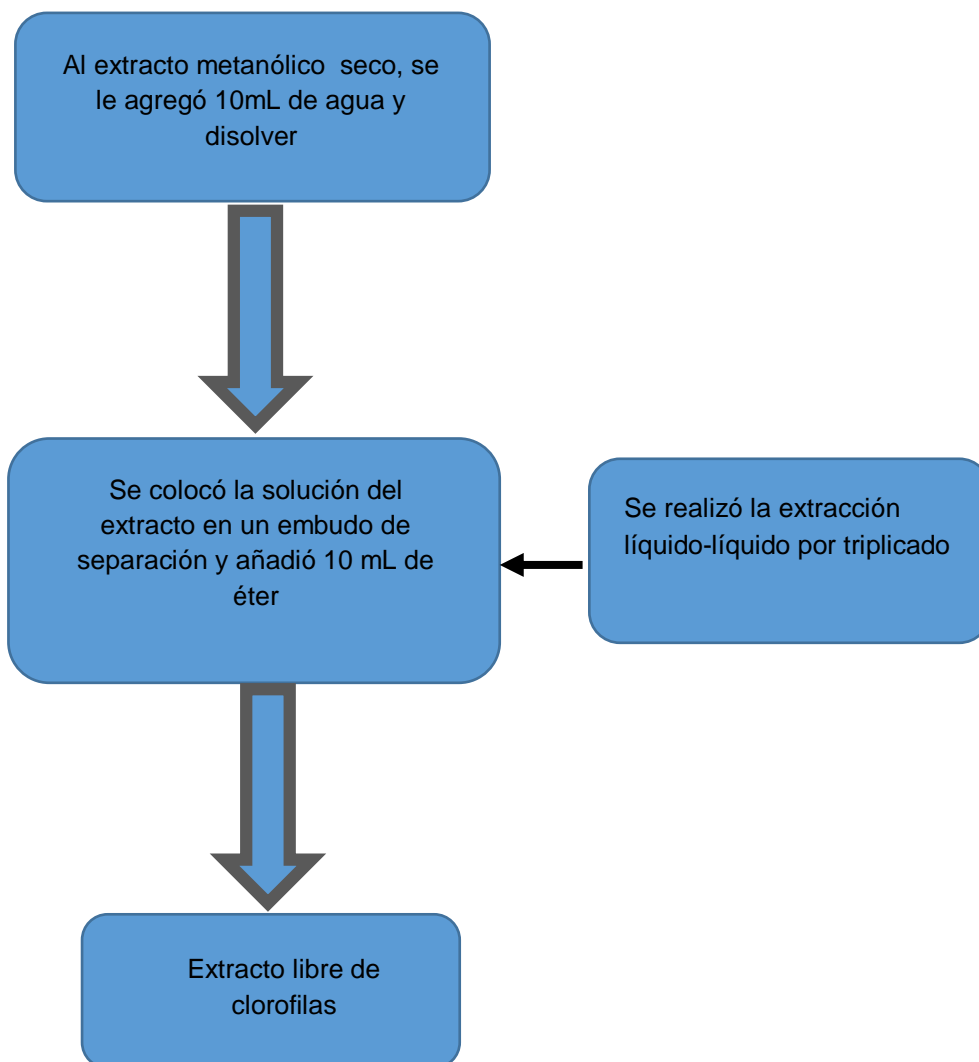 Al extracto metanólico  seco, se
le agregó 10mL de agua y
disolver
Se colocó la solución del
extracto en un embudo de
separación y añadió 10 mL de
éter
Se realizó la extracción
líquido-líquido por triplicado
Extracto libre de
clorofilas